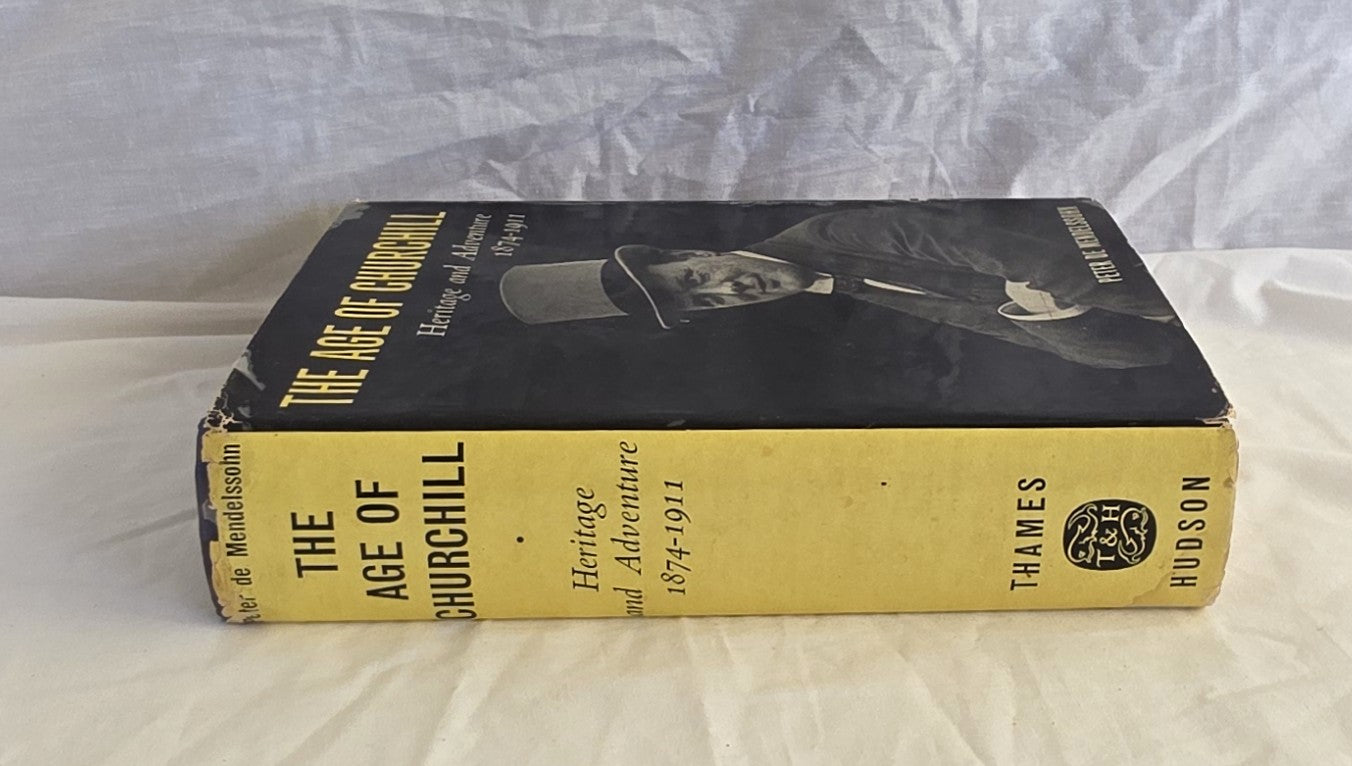 THE AGE OF CHURCHILL
Heritage and Adventure
1874-1911
PETER DE MENDELSSOHN
Peter de Mendelssohn
THE
AGE OF
CHURCHILL
Heritage
and Adventure
1874-1911
THAMES
T&H
HUDSON